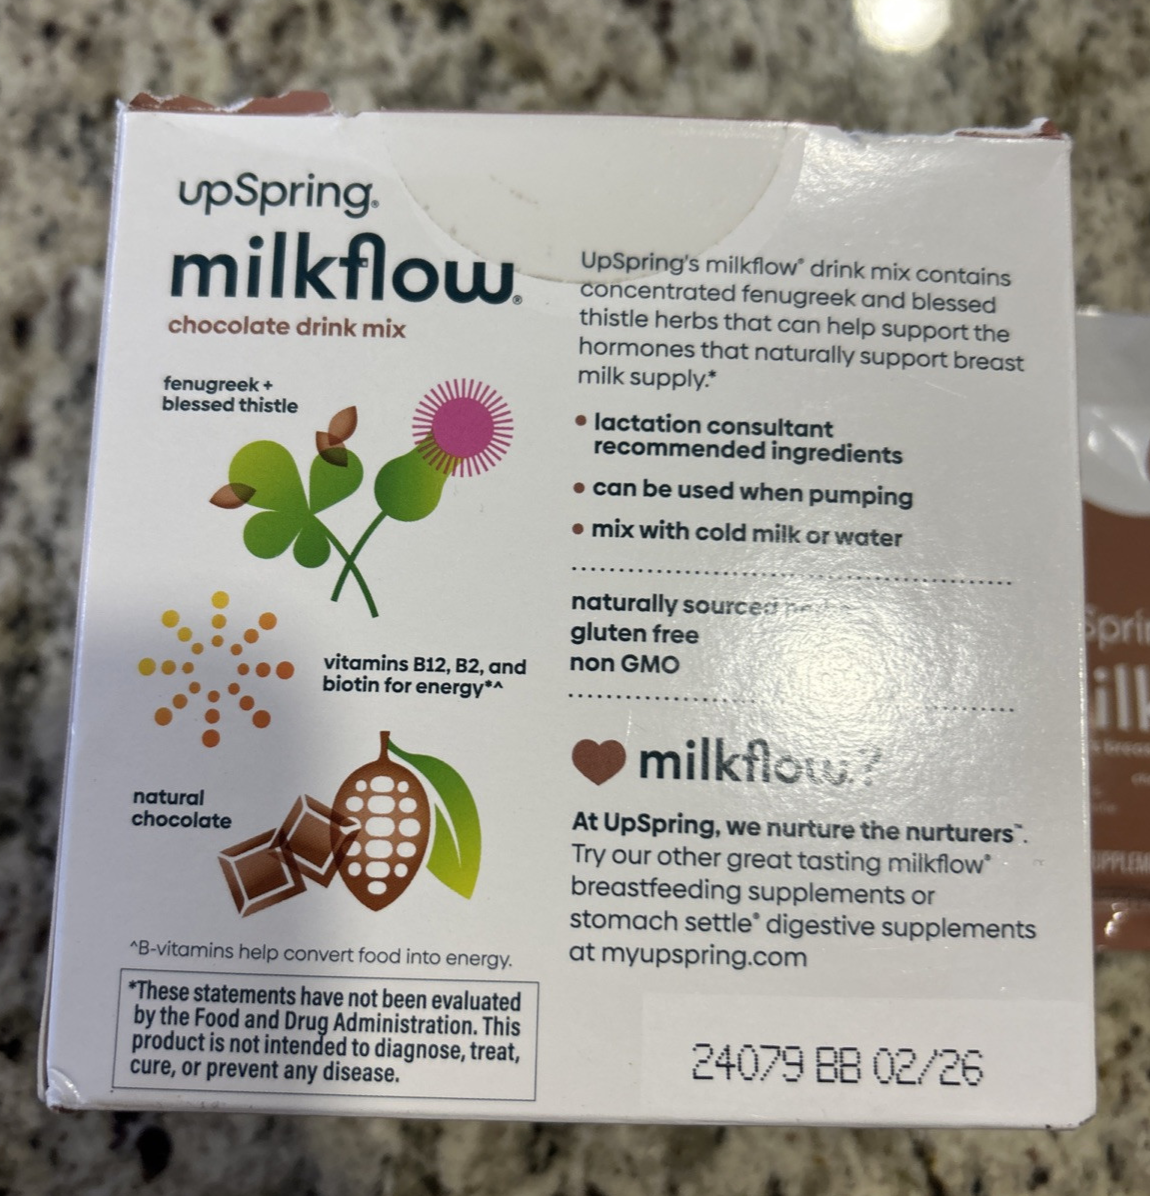 upSpring®
milkflow®
chocolate drink mix
fenugreek +
blessed thistle
vitamins B12, B2, and
biotin for energy*^
natural
chocolate
^B-vitamins help convert food into energy.
*These statements have not been evaluated
by the Food and Drug Administration. This
product is not intended to diagnose, treat,
cure, or prevent any disease.
UpSpring's milkflow® drink mix contains
concentrated fenugreek and blessed
thistle herbs that can help support the
hormones that naturally support breast
milk supply.*
• lactation consultant
recommended ingredients
• can be used when pumping
• mix with cold milk or water
naturally sourced
gluten free
non GMO
milkflow®?
At UpSpring, we nurture the nurturers™.
Try our other great tasting milkflow®
breastfeeding supplements or
stomach settle® digestive supplements
at myupspring.com
24079 BB 02/26